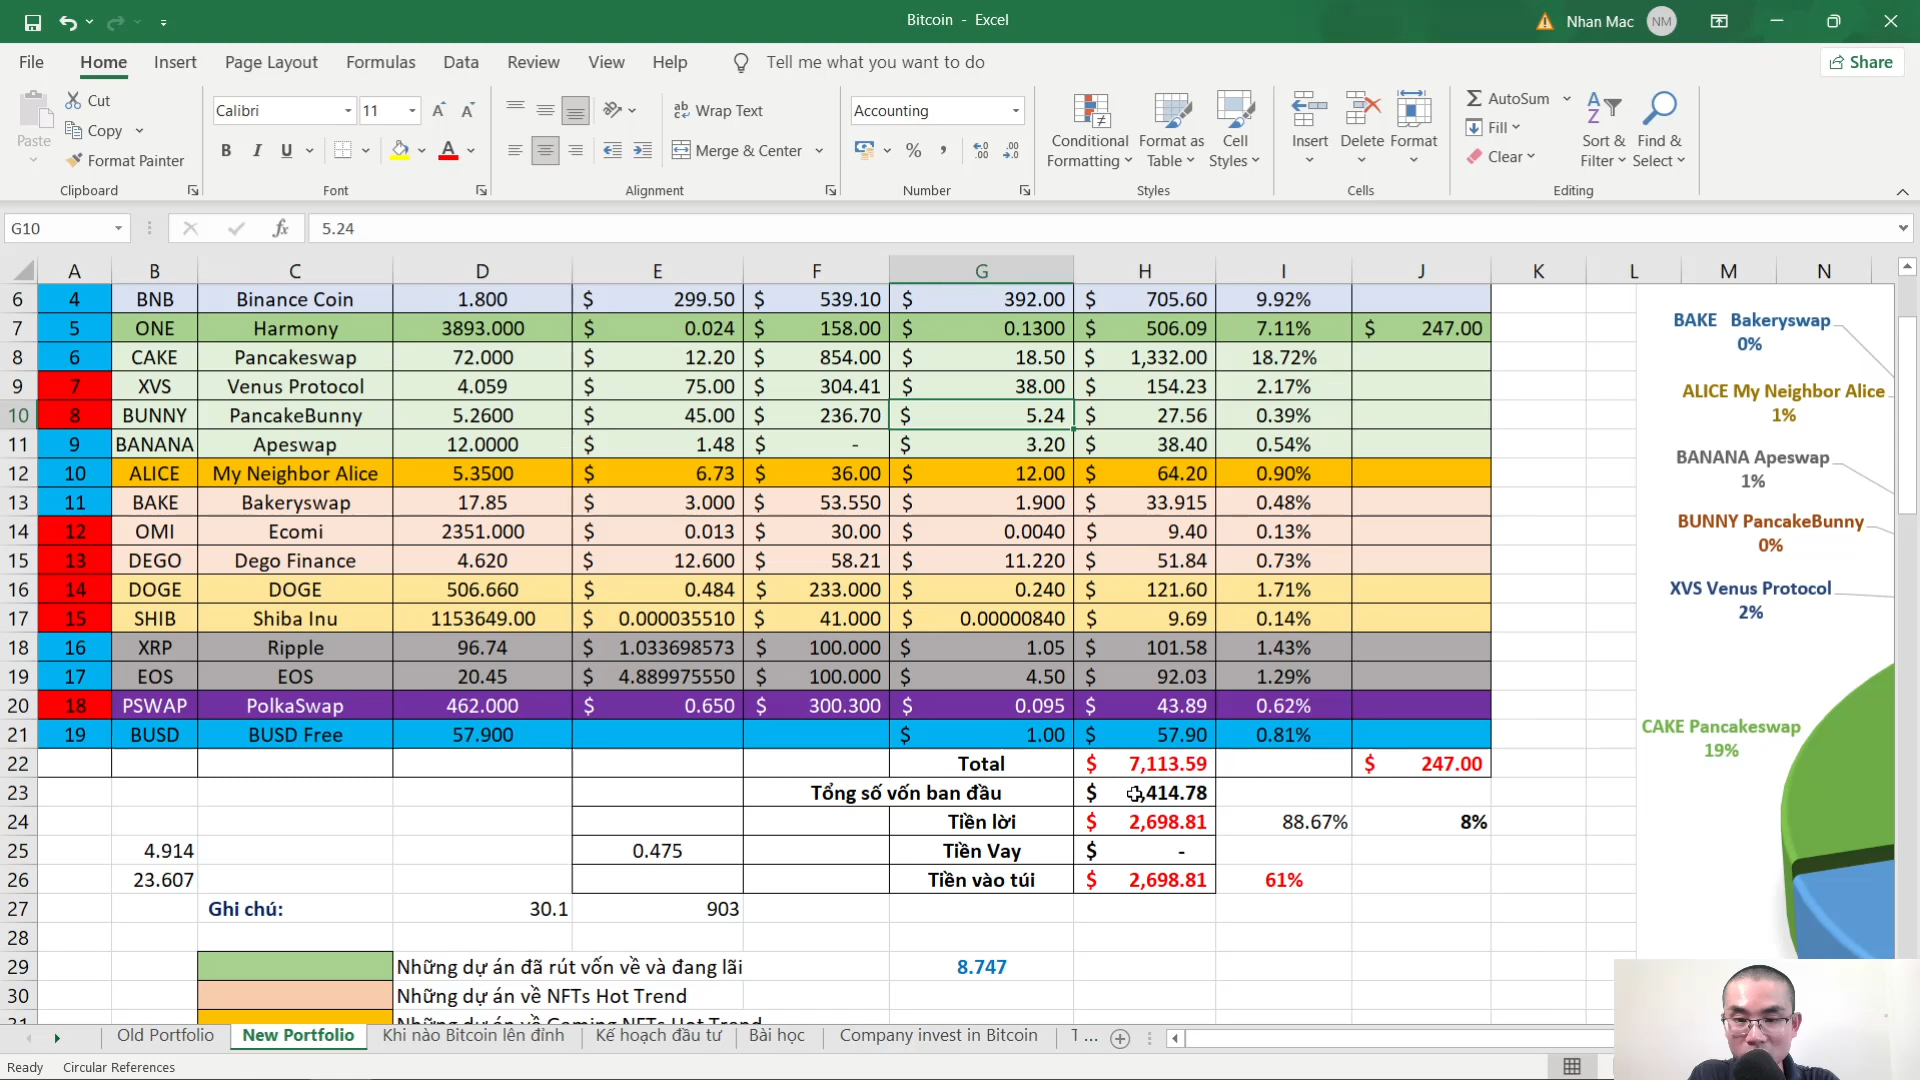 Bitcoin - Excel
Nhan Mac NM
File Home Insert Page Layout Formulas Data Review View Help Tell me what you want to do Share
Paste Cut Copy Format Painter Clipboard
Calibri 11 A A B I U A Font
Wrap Text Merge & Center Alignment
Accounting % , Number
Conditional Formatting Format as Table Cell Styles Styles
Insert Delete Format Cells
AutoSum Fill Clear Sort & Filter Find & Select Editing
G10 fx 5.24
A B C D E F G H I J K L M N
6 4 BNB Binance Coin 1.800 $ 299.50 $ 539.10 $ 392.00 $ 705.60 9.92%
7 5 ONE Harmony 3893.000 $ 0.024 $ 158.00 $ 0.1300 $ 506.09 7.11% $ 247.00
8 6 CAKE Pancakeswap 72.000 $ 12.20 $ 854.00 $ 18.50 $ 1,332.00 18.72%
9 7 XVS Venus Protocol 4.059 $ 75.00 $ 304.41 $ 38.00 $ 154.23 2.17%
10 8 BUNNY PancakeBunny 5.2600 $ 45.00 $ 236.70 $ 5.24 $ 27.56 0.39%
11 9 BANANA Apeswap 12.0000 $ 1.48 $ - $ 3.20 $ 38.40 0.54%
12 10 ALICE My Neighbor Alice 5.3500 $ 6.73 $ 36.00 $ 12.00 $ 64.20 0.90%
13 11 BAKE Bakeryswap 17.85 $ 3.000 $ 53.550 $ 1.900 $ 33.915 0.48%
14 12 OMI Ecomi 2351.000 $ 0.013 $ 30.00 $ 0.0040 $ 9.40 0.13%
15 13 DEGO Dego Finance 4.620 $ 12.600 $ 58.21 $ 11.220 $ 51.84 0.73%
16 14 DOGE DOGE 506.660 $ 0.484 $ 233.000 $ 0.240 $ 121.60 1.71%
17 15 SHIB Shiba Inu 1153649.00 $ 0.000035510 $ 41.000 $ 0.00000840 $ 9.69 0.14%
18 16 XRP Ripple 96.74 $ 1.033698573 $ 100.000 $ 1.05 $ 101.58 1.43%
19 17 EOS EOS 20.45 $ 4.889975550 $ 100.000 $ 4.50 $ 92.03 1.29%
20 18 PSWAP PolkaSwap 462.000 $ 0.650 $ 300.300 $ 0.095 $ 43.89 0.62%
21 19 BUSD BUSD Free 57.900 $ 1.00 $ 57.90 0.81%
22 Total $ 7,113.59 $ 247.00
23 Tổng số vốn ban đầu $ ,414.78
24 Tiền lời $ 2,698.81 88.67% 8%
25 4.914 0.475 Tiền Vay $ -
26 23.607 Tiền vào túi $ 2,698.81 61%
27 Ghi chú: 30.1 903
28
29 Những dự án đã rút vốn về và đang lãi 8.747
30 Những dự án về NFTs Hot Trend
31 Những dự án về Gaming NFTs Hot Trend
BAKE Bakeryswap
0%
ALICE My Neighbor Alice
1%
BANANA Apeswap
1%
BUNNY PancakeBunny
0%
XVS Venus Protocol
2%
CAKE Pancakeswap
19%
Old Portfolio New Portfolio Khi nào Bitcoin lên đỉnh Kế hoạch đầu tư Bài học Company invest in Bitcoin T ...
Ready Circular References